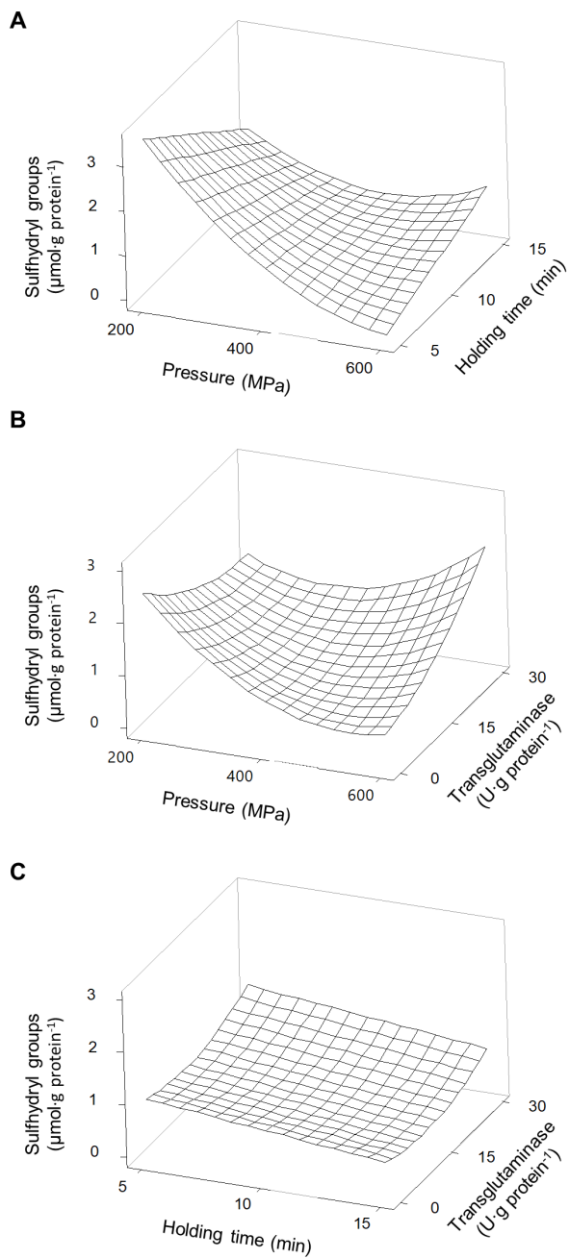 A
Sulfhydryl groups
(µmol·g protein⁻¹)
3
2
1
0
200
400
600
Pressure (MPa)
5
10
15
Holding time (min)
B
Sulfhydryl groups
(µmol·g protein⁻¹)
3
2
1
0
200
400
600
Pressure (MPa)
0
15
30
Transglutaminase
(U·g protein⁻¹)
C
Sulfhydryl groups
(µmol·g protein⁻¹)
3
2
1
0
5
10
15
Holding time (min)
0
15
30
Transglutaminase
(U·g protein⁻¹)